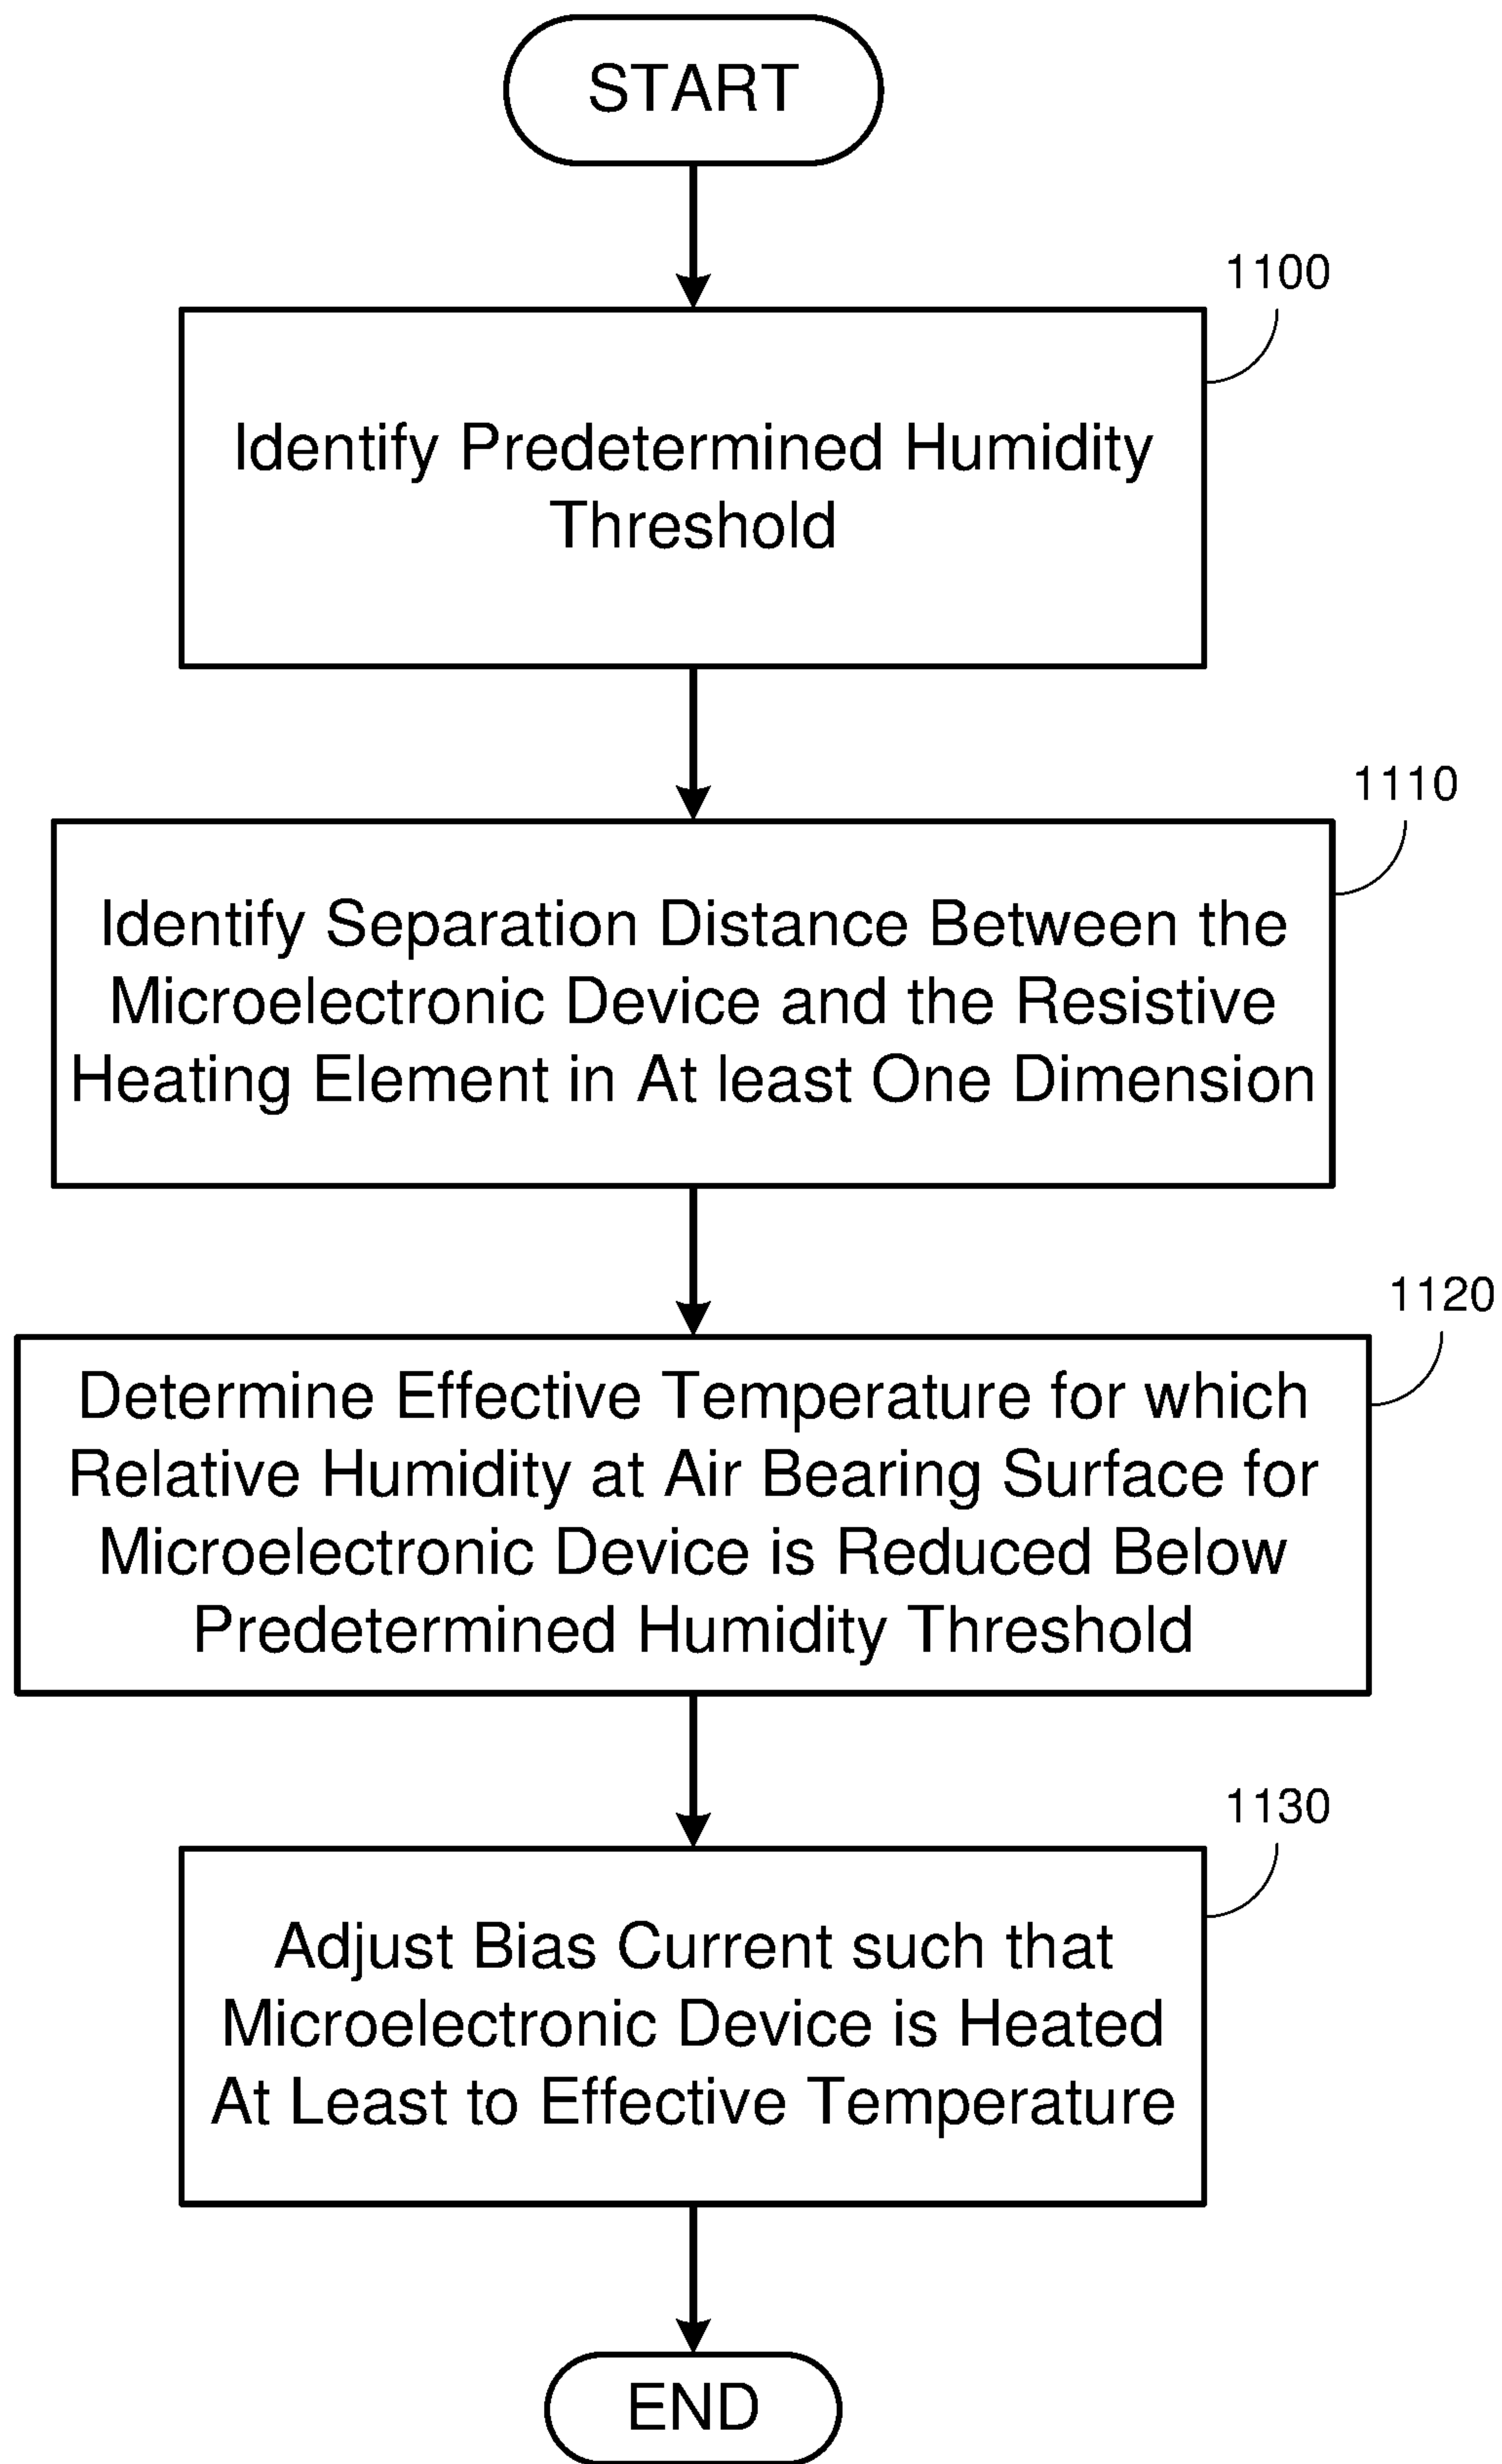 START
1100
Identify Predetermined Humidity
Threshold
1110
Identify Separation Distance Between the
Microelectronic Device and the Resistive
Heating Element in At least One Dimension
1120
Determine Effective Temperature for which
Relative Humidity at Air Bearing Surface for
Microelectronic Device is Reduced Below
Predetermined Humidity Threshold
1130
Adjust Bias Current such that
Microelectronic Device is Heated
At Least to Effective Temperature
END